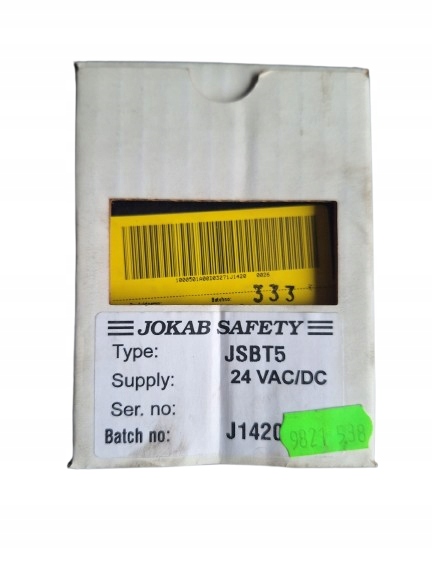 333
JOKAB SAFETY
Type: JSBT5
Supply: 24 VAC/DC
Ser. no:
Batch no: J1420